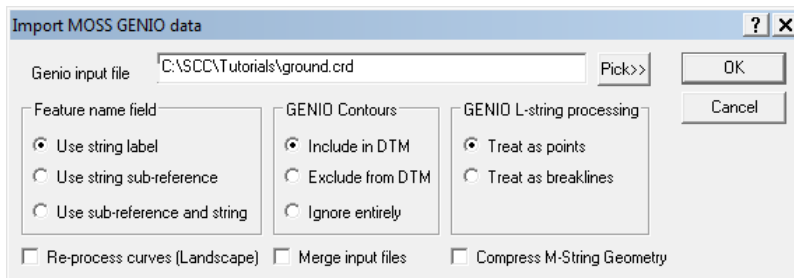 Import MOSS GENIO data
Genio input file
C:\SCC\Tutorials\ground.crd
Pick>>
OK
Cancel
Feature name field
Use string label
Use string sub-reference
Use sub-reference and string
GENIO Contours
Include in DTM
Exclude from DTM
Ignore entirely
GENIO L-string processing
Treat as points
Treat as breaklines
Re-process curves (Landscape)
Merge input files
Compress M-String Geometry